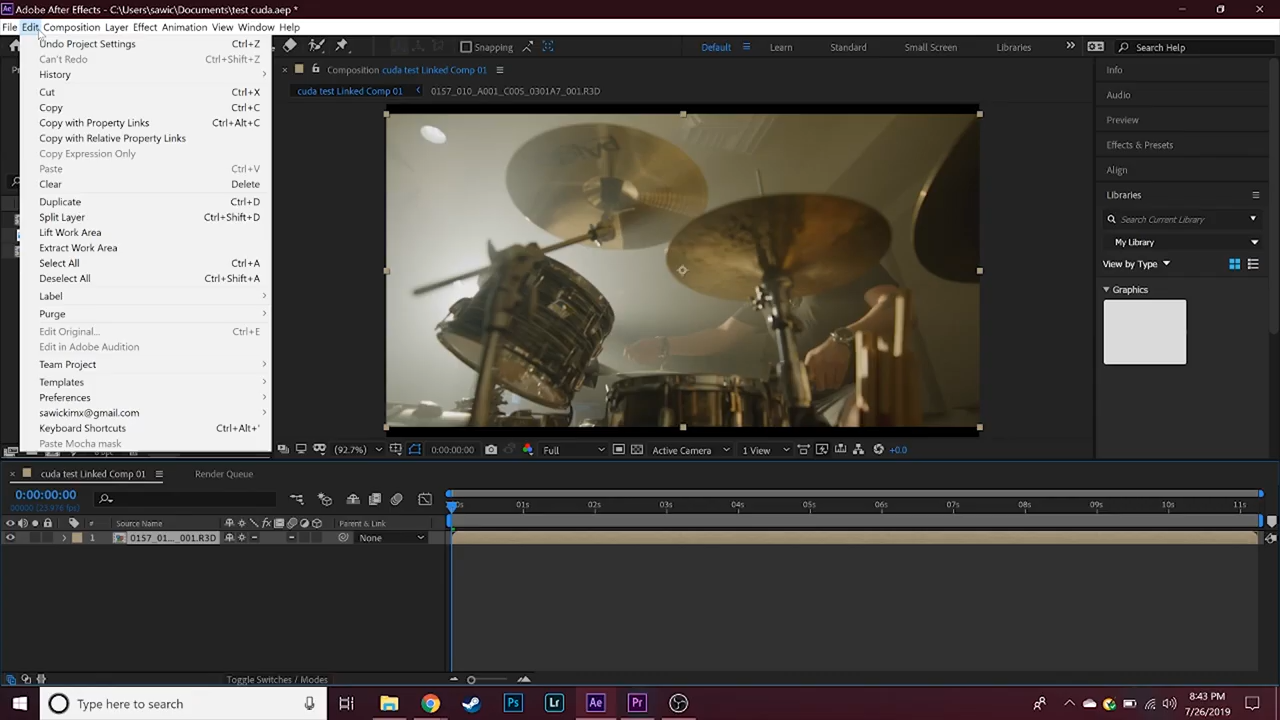 Adobe After Effects - C:\Users\sawic\Documents\test cuda.aep *
File Edit Composition Layer Effect Animation View Window Help
Undo Project Settings Ctrl+Z
Can't Redo Ctrl+Shift+Z
History
Cut Ctrl+X
Copy Ctrl+C
Copy with Property Links Ctrl+Alt+C
Copy with Relative Property Links
Copy Expression Only
Paste Ctrl+V
Clear Delete
Duplicate Ctrl+D
Split Layer Ctrl+Shift+D
Lift Work Area
Extract Work Area
Select All Ctrl+A
Deselect All Ctrl+Shift+A
Label
Purge
Edit Original... Ctrl+E
Edit in Adobe Audition
Team Project
Templates
Preferences
sawickimx@gmail.com
Keyboard Shortcuts Ctrl+Alt+'
Paste Mocha mask
Snapping
Default Learn Standard Small Screen Libraries
Search Help
Composition cuda test Linked Comp 01
cuda test Linked Comp 01 0157_010_A001_C005_0301A7_001.R3D
(92.7%) 0:00:00:00 Full Active Camera 1 View +0.0
Info
Audio
Preview
Effects & Presets
Align
Libraries
Search Current Library
My Library
View by Type
Graphics
cuda test Linked Comp 01 Render Queue
0:00:00:00
00000 (23.976 fps)
01s 02s 03s 04s 05s 06s 07s 08s 09s 10s 11s
# Source Name Parent & Link
1 0157_01..._001.R3D None
Toggle Switches / Modes
Type here to search
Ps Lr Ae Pr
8:43 PM
7/26/2019